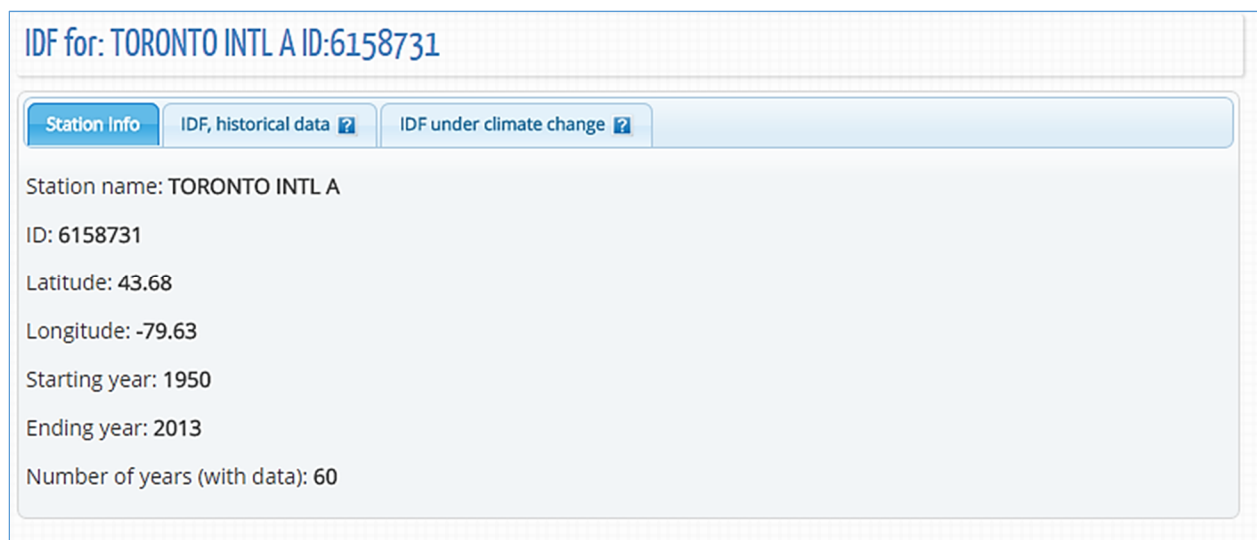 IDF for: TORONTO INTL A ID:6158731
Station Info IDF, historical data ? IDF under climate change ?
Station name: TORONTO INTL A
ID: 6158731
Latitude: 43.68
Longitude: -79.63
Starting year: 1950
Ending year: 2013
Number of years (with data): 60